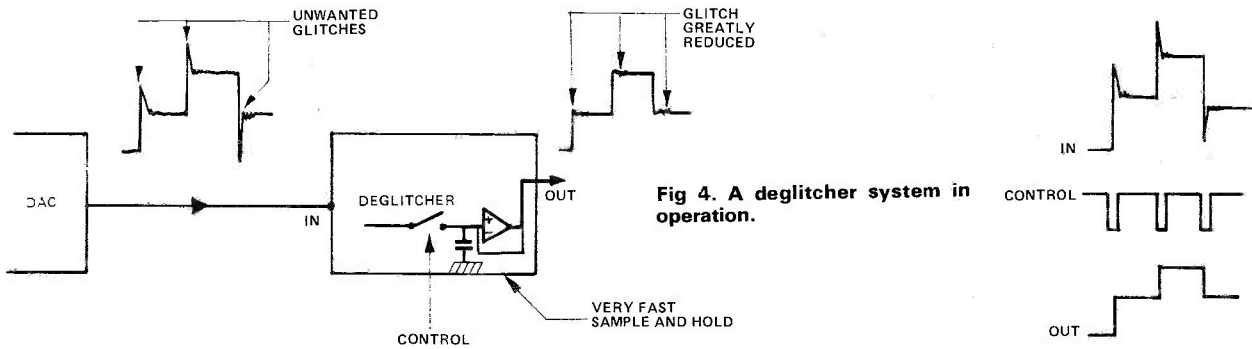 UNWANTED
GLITCHES
GLITCH
GREATLY
REDUCED
DAC
IN
DEGLITCHER
+
−
OUT
CONTROL
VERY FAST
SAMPLE AND HOLD
Fig 4. A deglitcher system in
operation.
IN
CONTROL
OUT